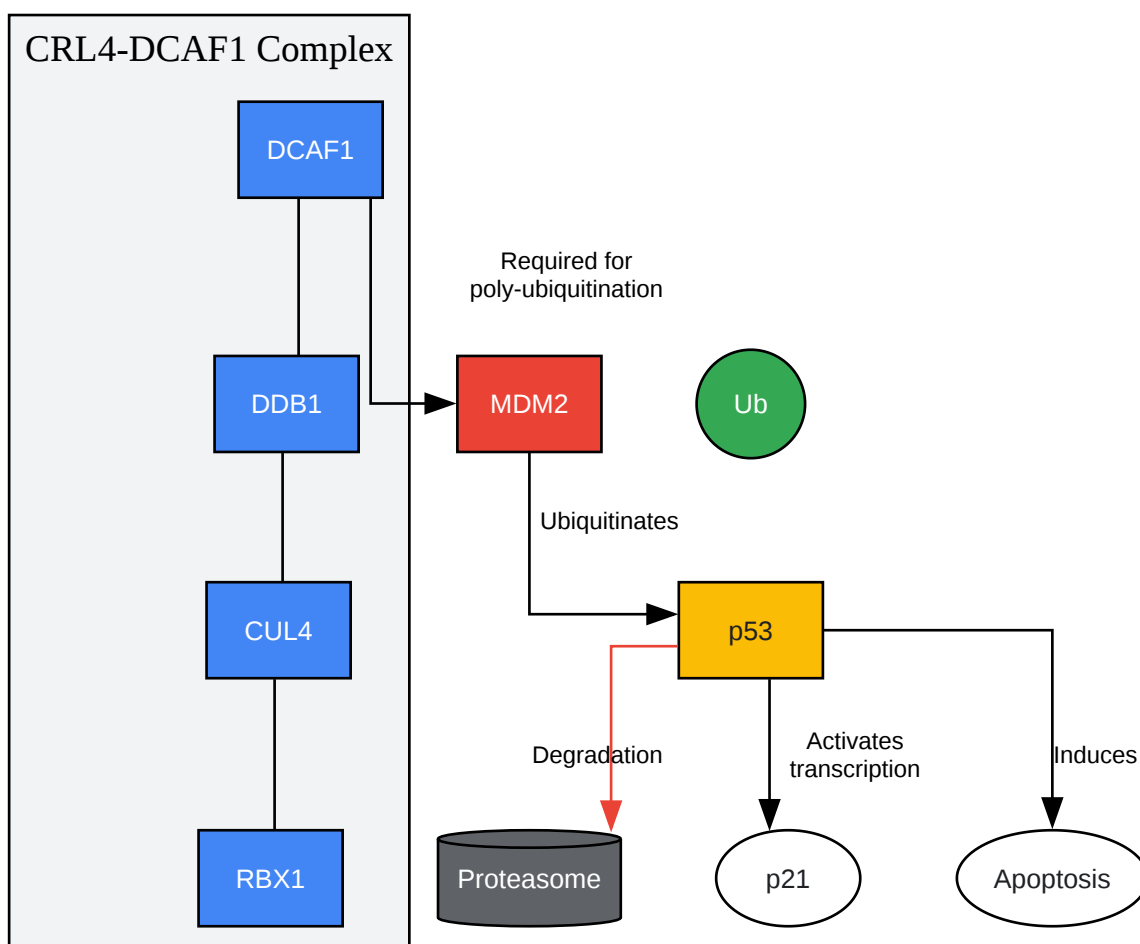 CRL4-DCAF1 Complex
DCAF1
Required for
poly-ubiquitination
DDB1
MDM2
Ub
Ubiquitinates
CUL4
p53
Degradation
Activates
transcription
Induces
RBX1
Proteasome
p21
Apoptosis